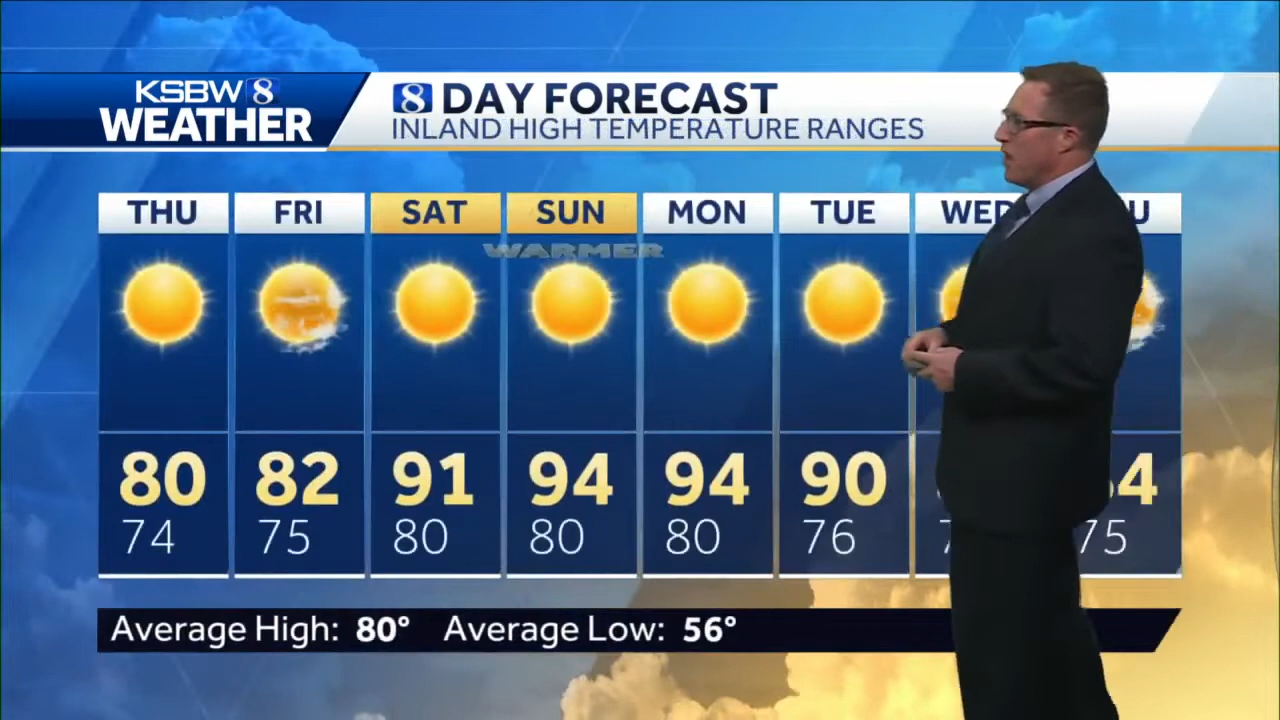 KSBW 8
WEATHER
8 DAY FORECAST
INLAND HIGH TEMPERATURE RANGES
THU FRI SAT SUN MON TUE WED
WARMER
80 82 91 94 94 90
74 75 80 80 80 76 75
Average High: 80° Average Low: 56°